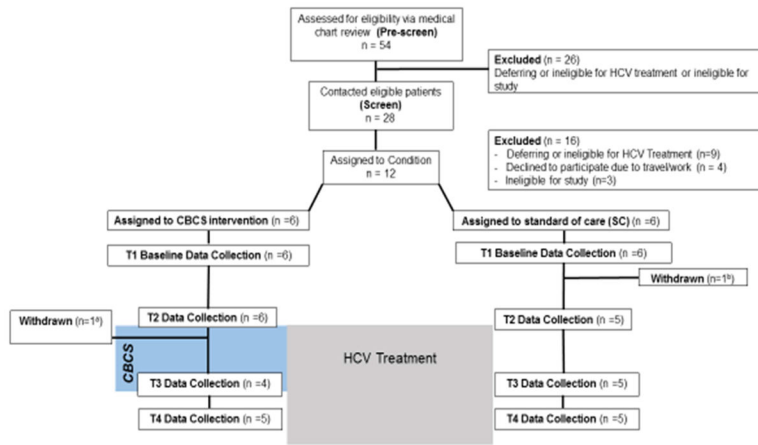 Assessed for eligibility via medical
chart review (Pre-screen)
n = 54
Excluded (n = 26)
Deferring or ineligible for HCV treatment or ineligible for
study
Contacted eligible patients
(Screen)
n = 28
Excluded (n = 16)
- Deferring or ineligible for HCV Treatment (n=9)
- Declined to participate due to travel/work (n = 4)
- Ineligible for study (n=3)
Assigned to Condition
n = 12
Assigned to CBCS intervention (n =6)
Assigned to standard of care (SC) (n =6)
T1 Baseline Data Collection (n =6)
T1 Baseline Data Collection (n =6)
Withdrawn (n=1ᵇ)
Withdrawn (n=1ᵃ)
T2 Data Collection (n =6)
T2 Data Collection (n =5)
CBCS
HCV Treatment
T3 Data Collection (n =4)
T3 Data Collection (n =5)
T4 Data Collection (n =5)
T4 Data Collection (n =5)